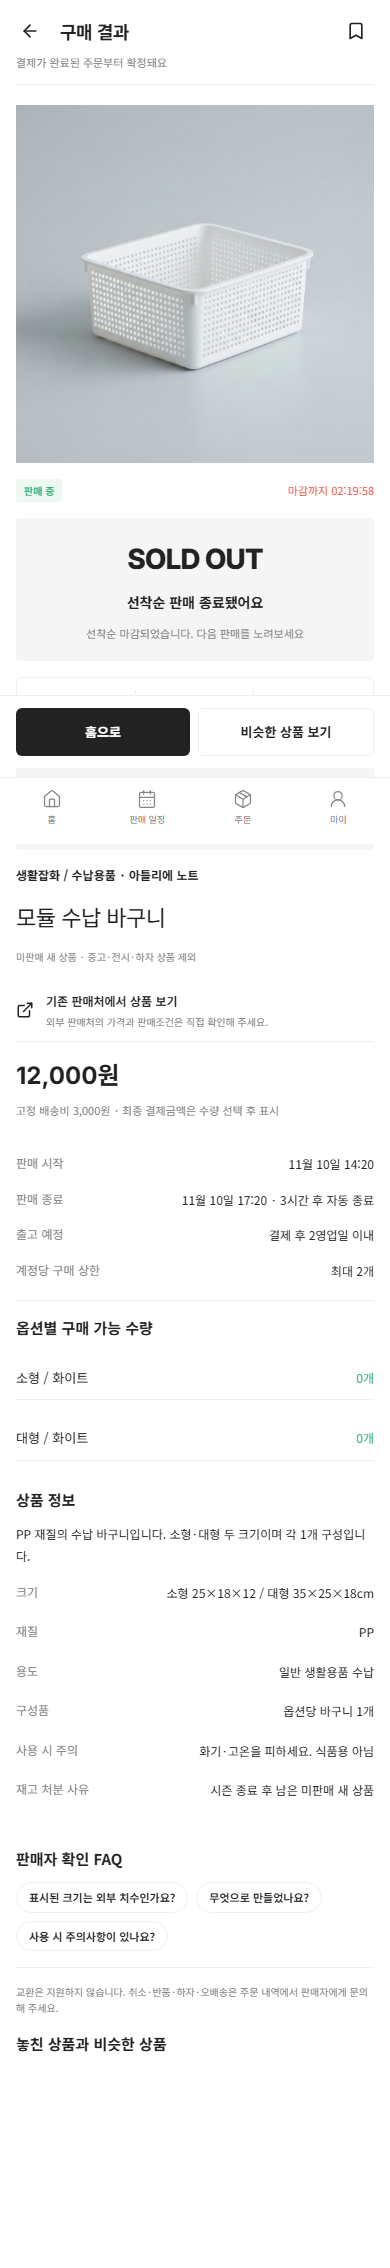 구매 결과
결제가 완료된 주문부터 확정돼요
판매 중
마감까지 02:19:58
SOLD OUT
선착순 판매 종료됐어요
선착순 마감되었습니다. 다음 판매를 노려보세요
홈으로
비슷한 상품 보기
홈
판매 일정
주문
마이
생활잡화 / 수납용품 · 아틀리에 노트
모듈 수납 바구니
미판매 새 상품 · 중고·전시·하자 상품 제외
기존 판매처에서 상품 보기
외부 판매처의 가격과 판매조건은 직접 확인해 주세요.
12,000원
고정 배송비 3,000원 · 최종 결제금액은 수량 선택 후 표시
판매 시작
11월 10일 14:20
판매 종료
11월 10일 17:20 · 3시간 후 자동 종료
출고 예정
결제 후 2영업일 이내
계정당 구매 상한
최대 2개
옵션별 구매 가능 수량
소형 / 화이트
0개
대형 / 화이트
0개
상품 정보
PP 재질의 수납 바구니입니다. 소형·대형 두 크기이며 각 1개 구성입니
다.
크기
소형 25×18×12 / 대형 35×25×18cm
재질
PP
용도
일반 생활용품 수납
구성품
옵션당 바구니 1개
사용 시 주의
화기·고온을 피하세요. 식품용 아님
재고 처분 사유
시즌 종료 후 남은 미판매 새 상품
판매자 확인 FAQ
표시된 크기는 외부 치수인가요?
무엇으로 만들었나요?
사용 시 주의사항이 있나요?
교환은 지원하지 않습니다. 취소·반품·하자·오배송은 주문 내역에서 판매자에게 문의
해 주세요.
놓친 상품과 비슷한 상품